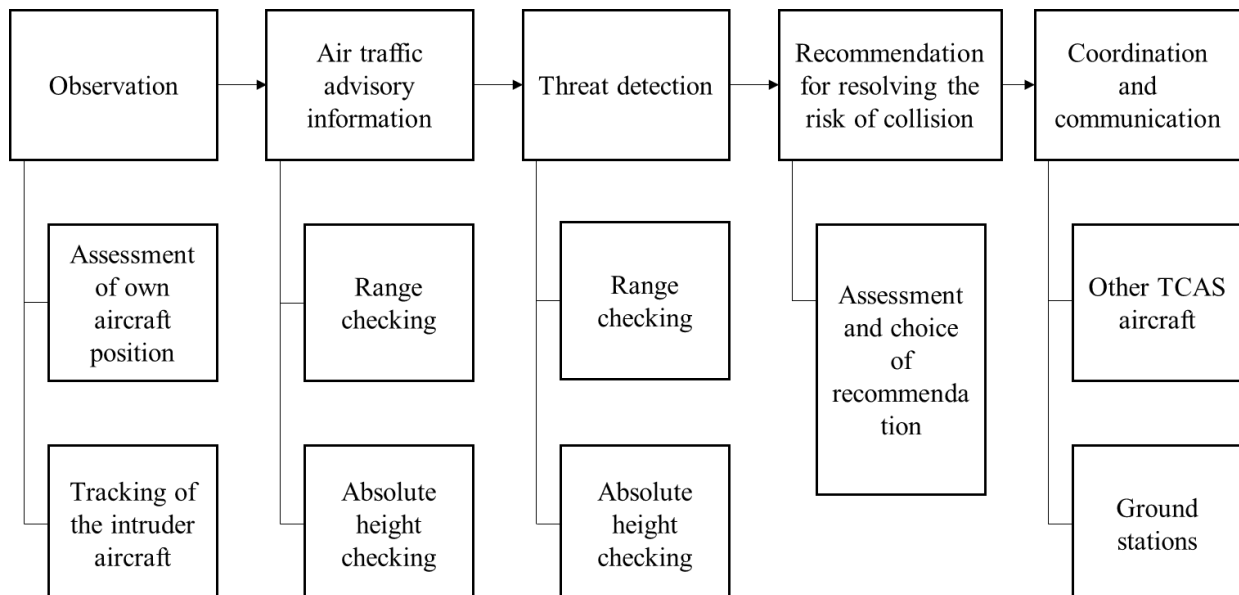 Observation
Air traffic
advisory
information
Threat detection
Recommendation
for resolving the
risk of collision
Coordination
and
communication
Assessment
of own
aircraft
position
Range
checking
Range
checking
Assessment
and choice
of
recommenda
tion
Other TCAS
aircraft
Tracking of
the intruder
aircraft
Absolute
height
checking
Absolute
height
checking
Ground
stations